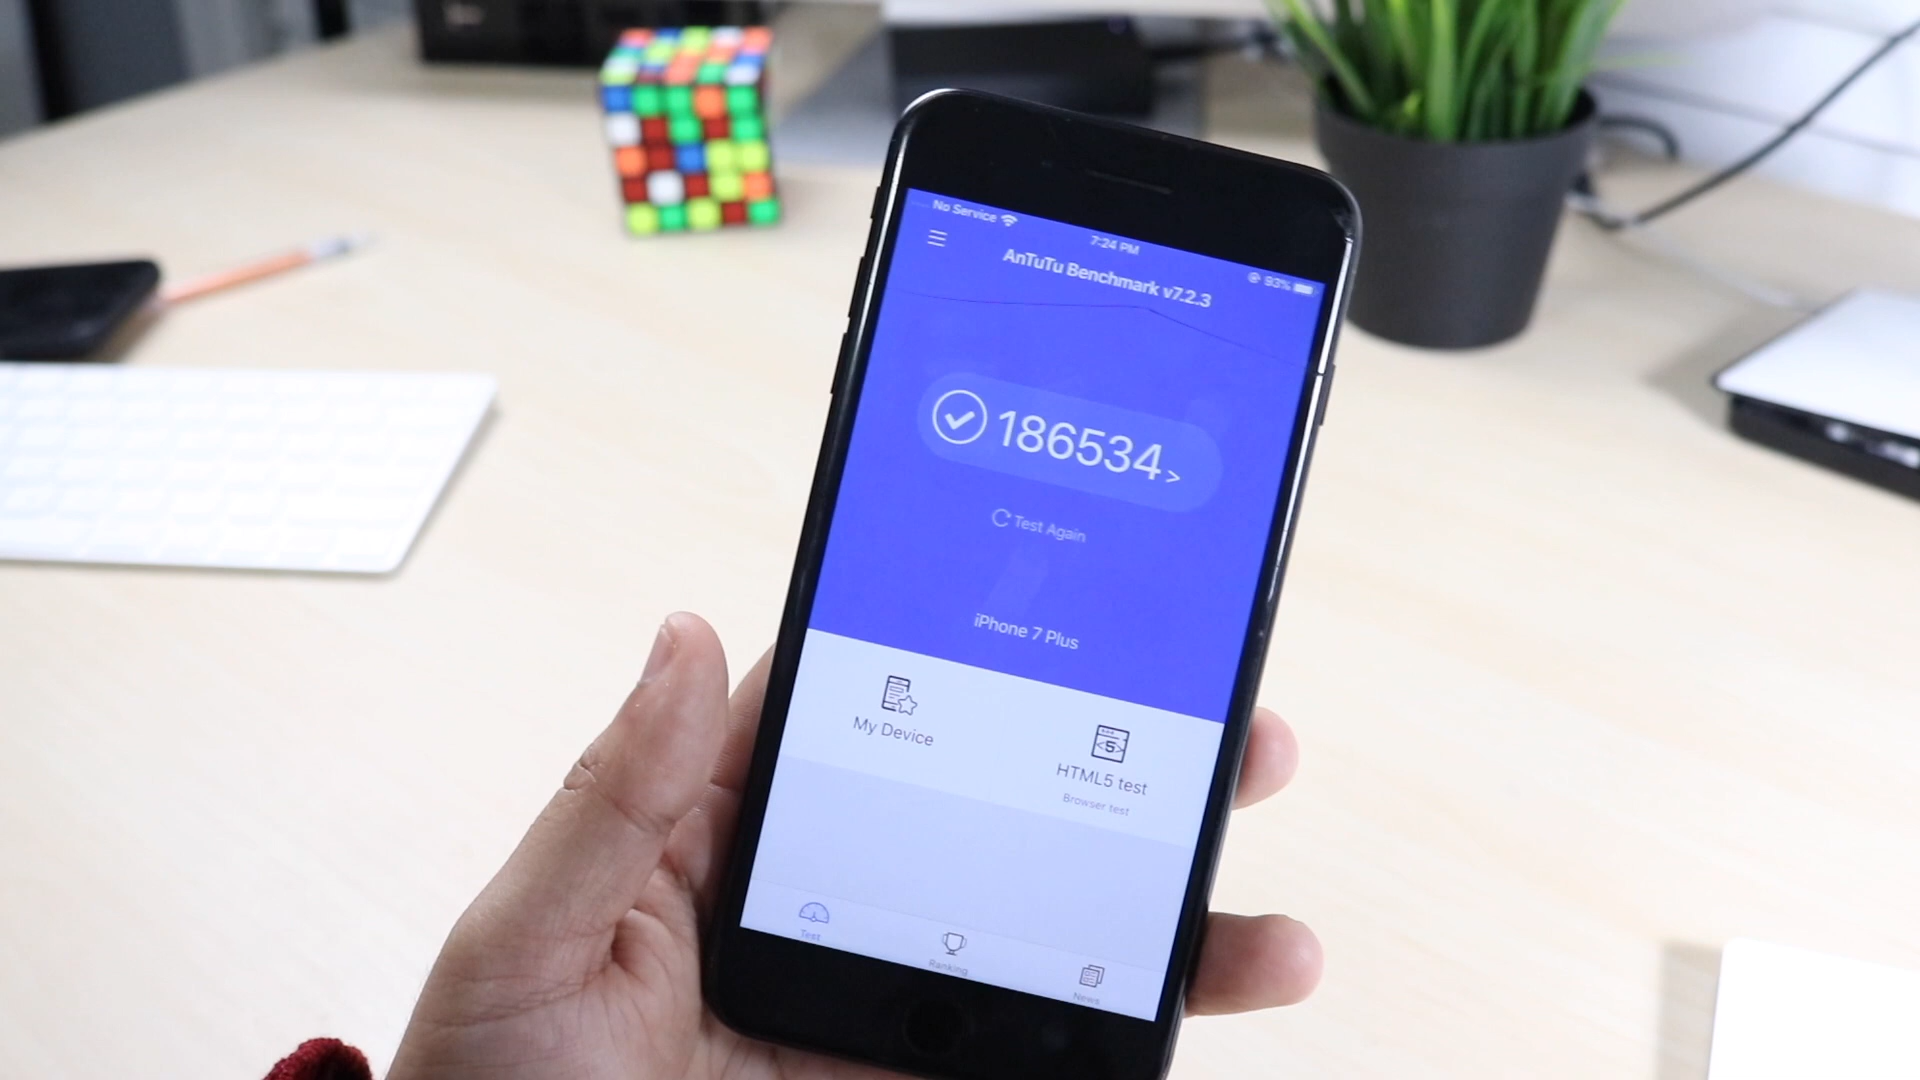 No Service
7:24 PM
93%
AnTuTu Benchmark v7.2.3
186534 >
Test Again
iPhone 7 Plus
My Device
HTML5 test
Browser test
Test
Ranking
News